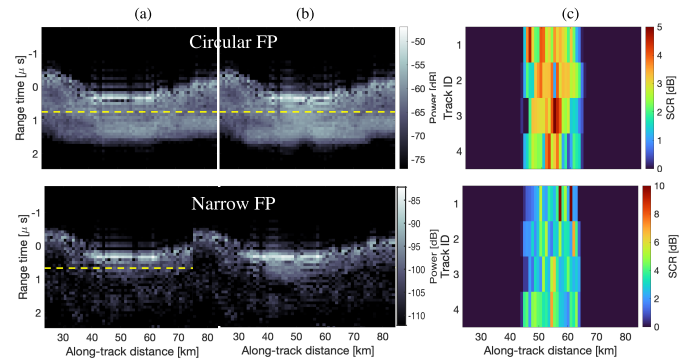 (a)
(b)
(c)
Circular FP
Range time [μ s]
-1
0
1
2
-50
-55
-60
-65
-70
-75
Power [dB]
Track ID
1
2
3
4
5
4
3
2
1
0
SCR [dB]
Narrow FP
Range time [μ s]
-1
0
1
2
-85
-90
-95
-100
-105
-110
Power [dB]
Track ID
1
2
3
4
10
8
6
4
2
0
SCR [dB]
30 40 50 60 70
30 40 50 60 70 80
30 40 50 60 70 80
Along-track distance [km]
Along-track distance [km]
Along-track distance [km]